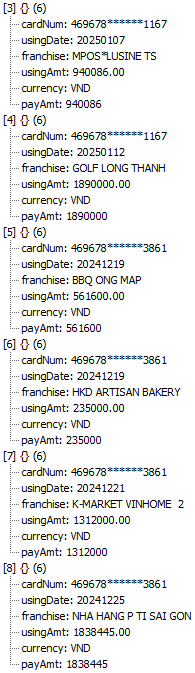 [3] {} (6)
cardNum: 469678******1167
usingDate: 20250107
franchise: MPOS*LUSINE TS
usingAmt: 940086.00
currency: VND
payAmt: 940086
[4] {} (6)
cardNum: 469678******1167
usingDate: 20250112
franchise: GOLF LONG THANH
usingAmt: 1890000.00
currency: VND
payAmt: 1890000
[5] {} (6)
cardNum: 469678******3861
usingDate: 20241219
franchise: BBQ ONG MAP
usingAmt: 561600.00
currency: VND
payAmt: 561600
[6] {} (6)
cardNum: 469678******3861
usingDate: 20241219
franchise: HKD ARTISAN BAKERY
usingAmt: 235000.00
currency: VND
payAmt: 235000
[7] {} (6)
cardNum: 469678******3861
usingDate: 20241221
franchise: K-MARKET VINHOME  2
usingAmt: 1312000.00
currency: VND
payAmt: 1312000
[8] {} (6)
cardNum: 469678******3861
usingDate: 20241225
franchise: NHA HANG P TI SAI GON
usingAmt: 1838445.00
currency: VND
payAmt: 1838445